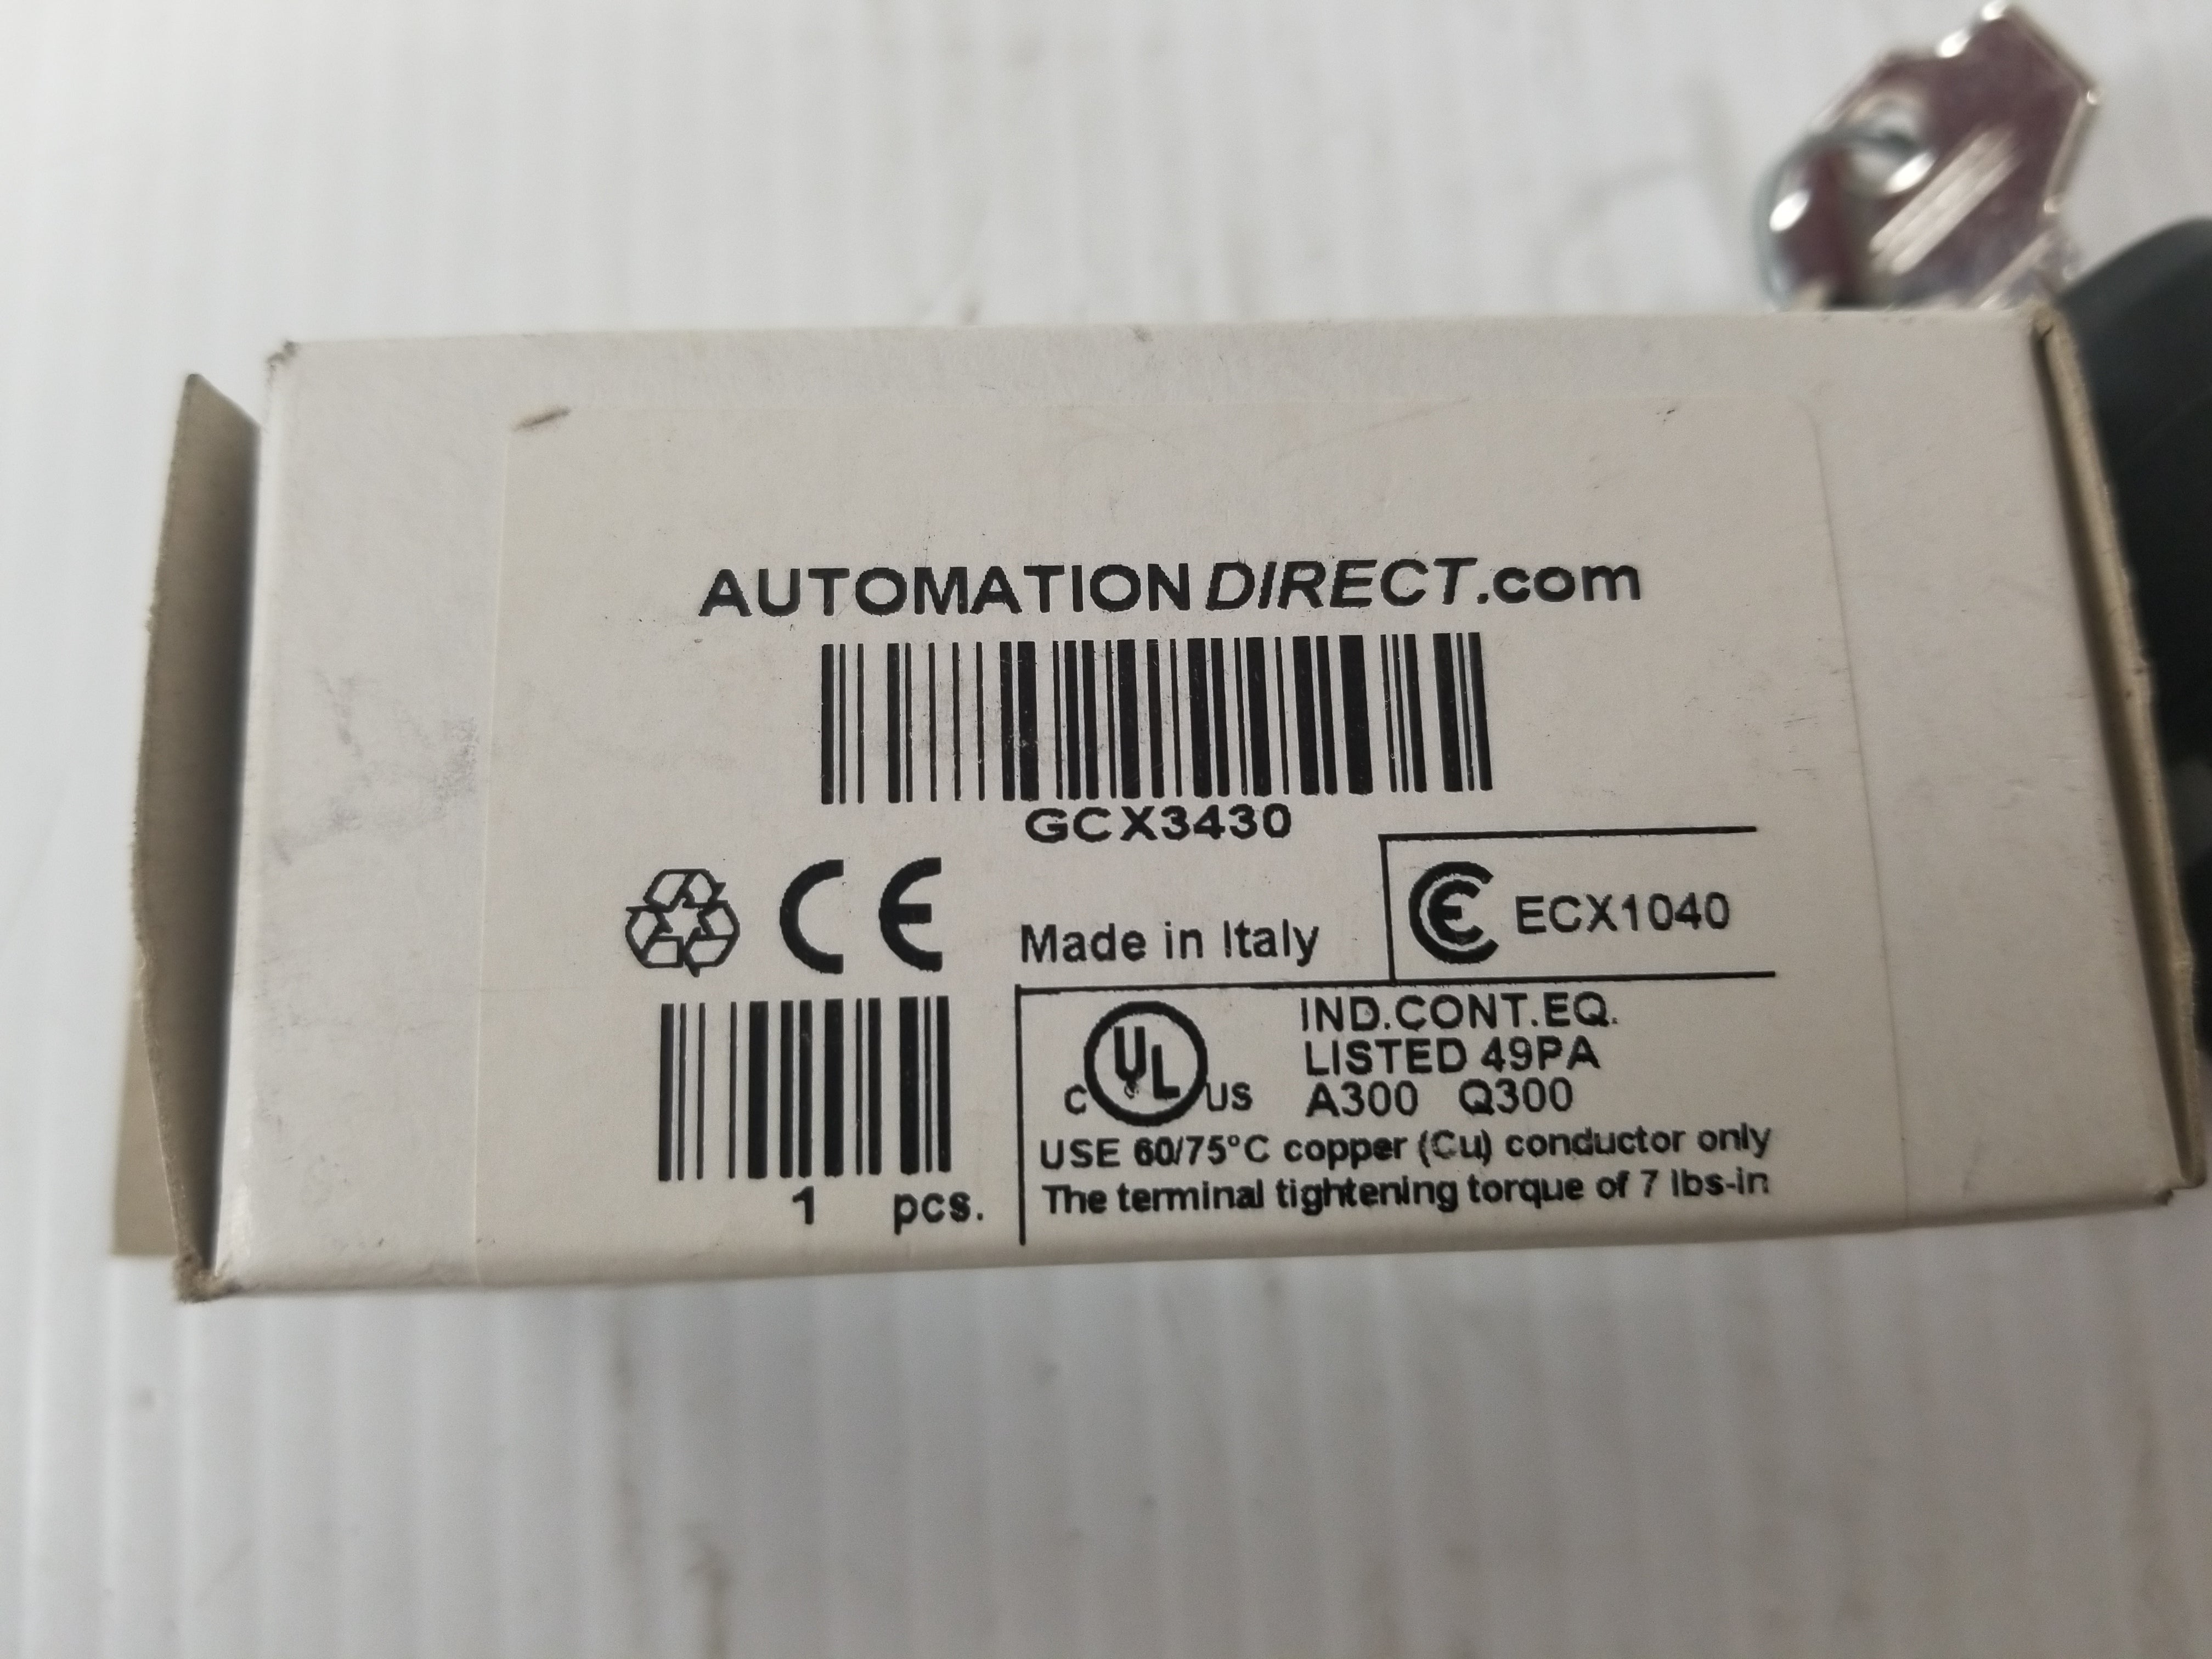 AUTOMATIONDIRECT.com
GCX3430
CE
Made in Italy
ECX1040
C UL US
IND.CONT.EQ.
LISTED 49PA
A300 Q300
1 pcs.
USE 60/75°C copper (Cu) conductor only
The terminal tightening torque of 7 lbs-in